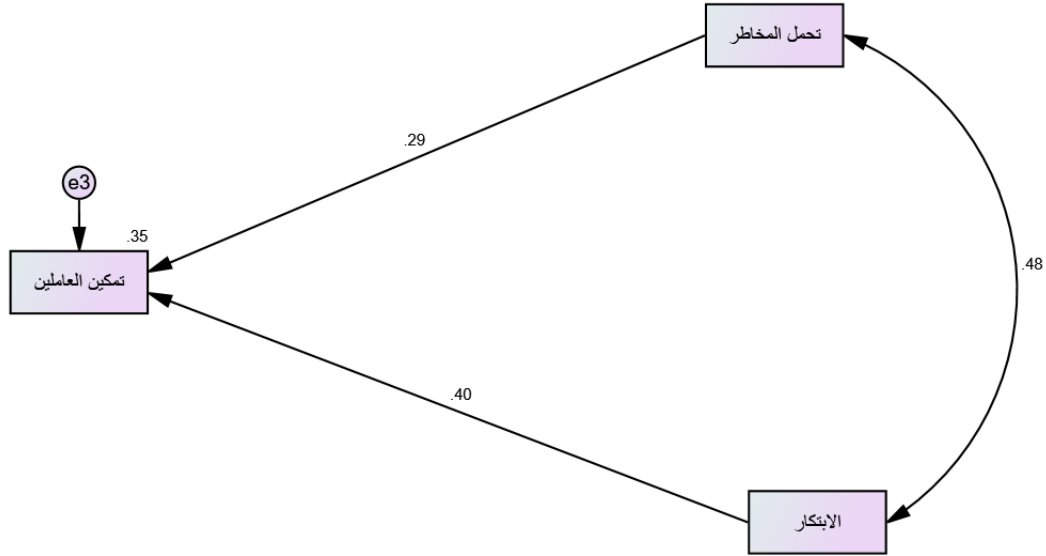 تحمل المخاطر
.29
e3
.35
تمكين العاملين
.48
.40
الابتكار